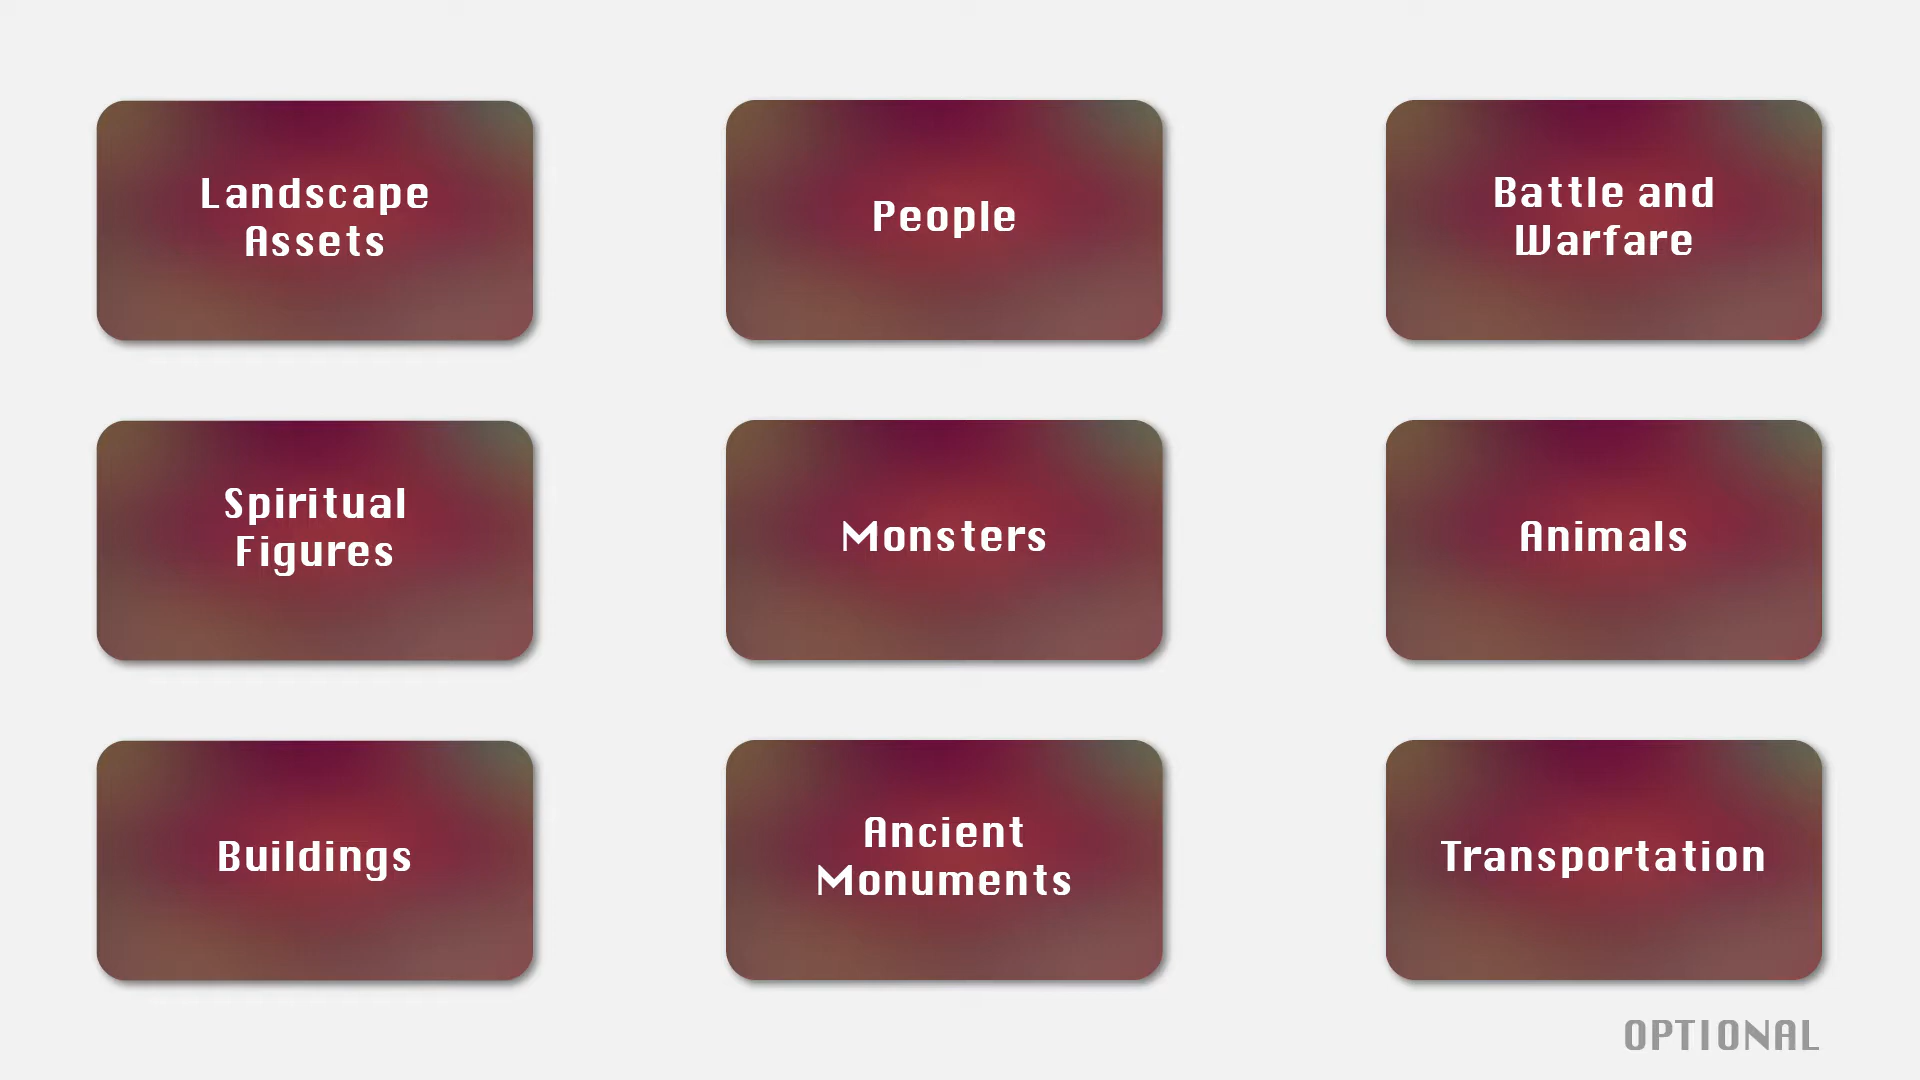 Landscape
Assets
People
Battle and
Warfare
Spiritual
Figures
Monsters
Animals
Buildings
Ancient
Monuments
Transportation
OPTIONAL